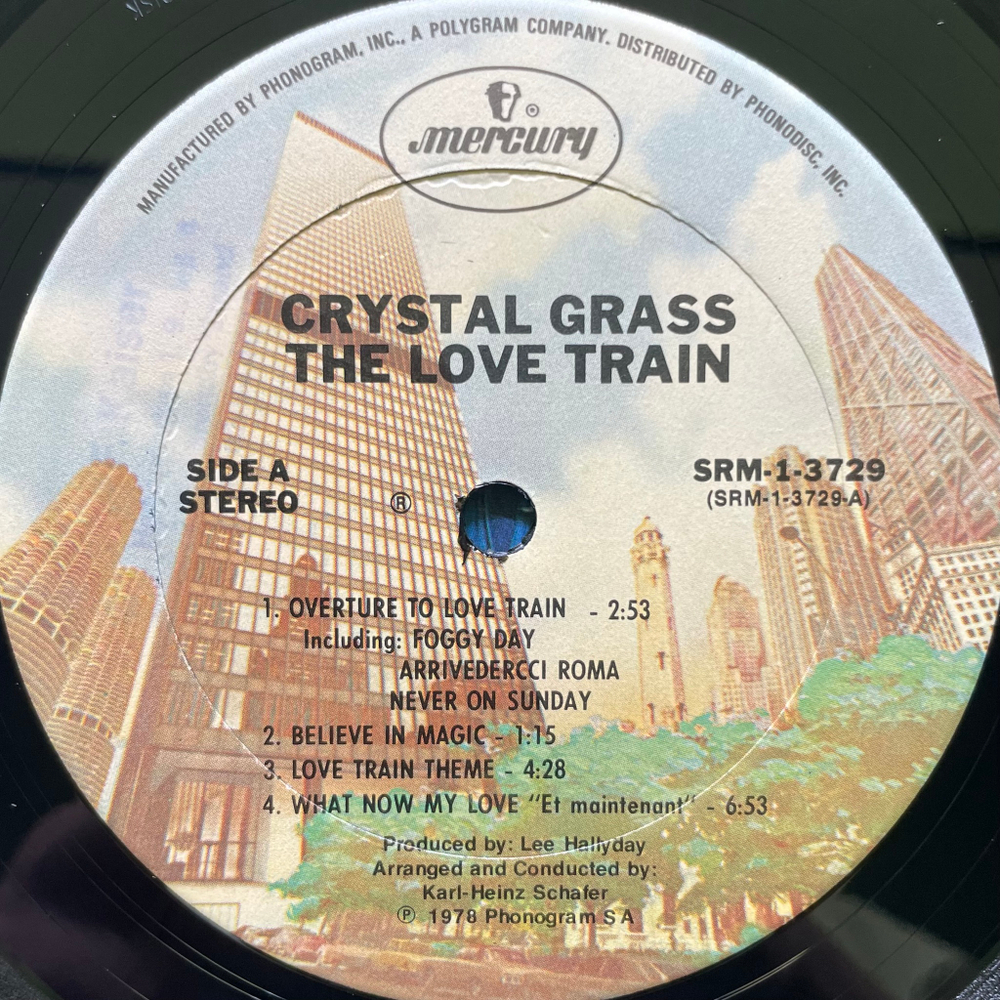 MANUFACTURED BY PHONOGRAM, INC., A POLYGRAM COMPANY. DISTRIBUTED BY PHONODISC, INC.
mercury ®
CRYSTAL GRASS
THE LOVE TRAIN
SIDE A
STEREO
®
SRM-1-3729
(SRM-1-3729-A)
1. OVERTURE TO LOVE TRAIN - 2:53
Including: FOGGY DAY
ARRIVEDERCCI ROMA
NEVER ON SUNDAY
2. BELIEVE IN MAGIC - 1:15
3. LOVE TRAIN THEME - 4:28
4. WHAT NOW MY LOVE "Et maintenant" - 6:53
Produced by: Lee Hallyday
Arranged and Conducted by:
Karl-Heinz Schafer
℗ 1978 Phonogram S A